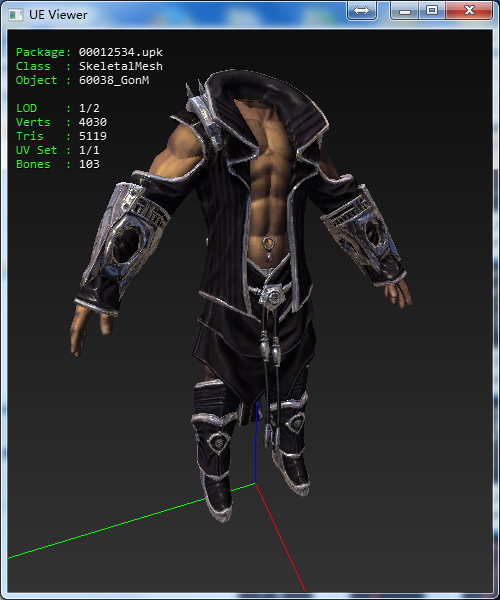 UE Viewer
Package: 00012534.upk
Class : SkeletalMesh
Object : 60038_GonM
LOD : 1/2
Verts : 4030
Tris : 5119
UV Set : 1/1
Bones : 103